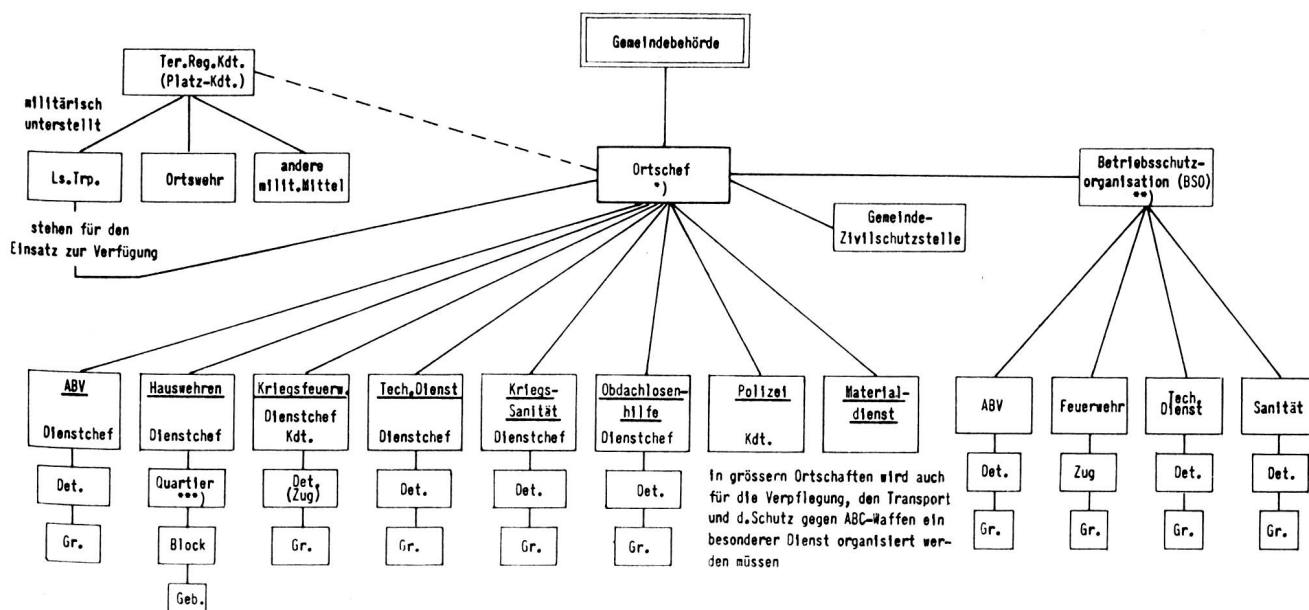 Gemeindebehörde
Ter.Reg.Kdt.
(Platz-Kdt.)
militärisch
unterstellt
Ls.Trp.
Ortswehr
andere
milit.Mittel
stehen für den
Einsatz zur Verfügung
Ortschef
*)
Gemeinde-
Zivilschutzstelle
Betriebsschutz-
organisation (BSO)
**)
ABV
Dienstchef
Det.
Gr.
Hauswehren
Dienstchef
Quartier
***)
Block
Geb.
Kriegsfeuerw.
Dienstchef
Kdt.
Det.
(Zug)
Gr.
Tech.Dienst
Dienstchef
Det.
Gr.
Kriegs-
Sanität
Dienstchef
Det.
Gr.
Obdachlosen-
hilfe
Dienstchef
Det.
Gr.
Polizei
Kdt.
Material-
dienst
In grössern Ortschaften wird auch
für die Verpflegung, den Transport
und d.Schutz gegen ABC-Waffen ein
besonderer Dienst organisiert wer-
den müssen
ABV
Det.
Gr.
Feuerwehr
Zug
Gr.
Tech.
Dienst
Det.
Gr.
Sanität
Det.
Gr.